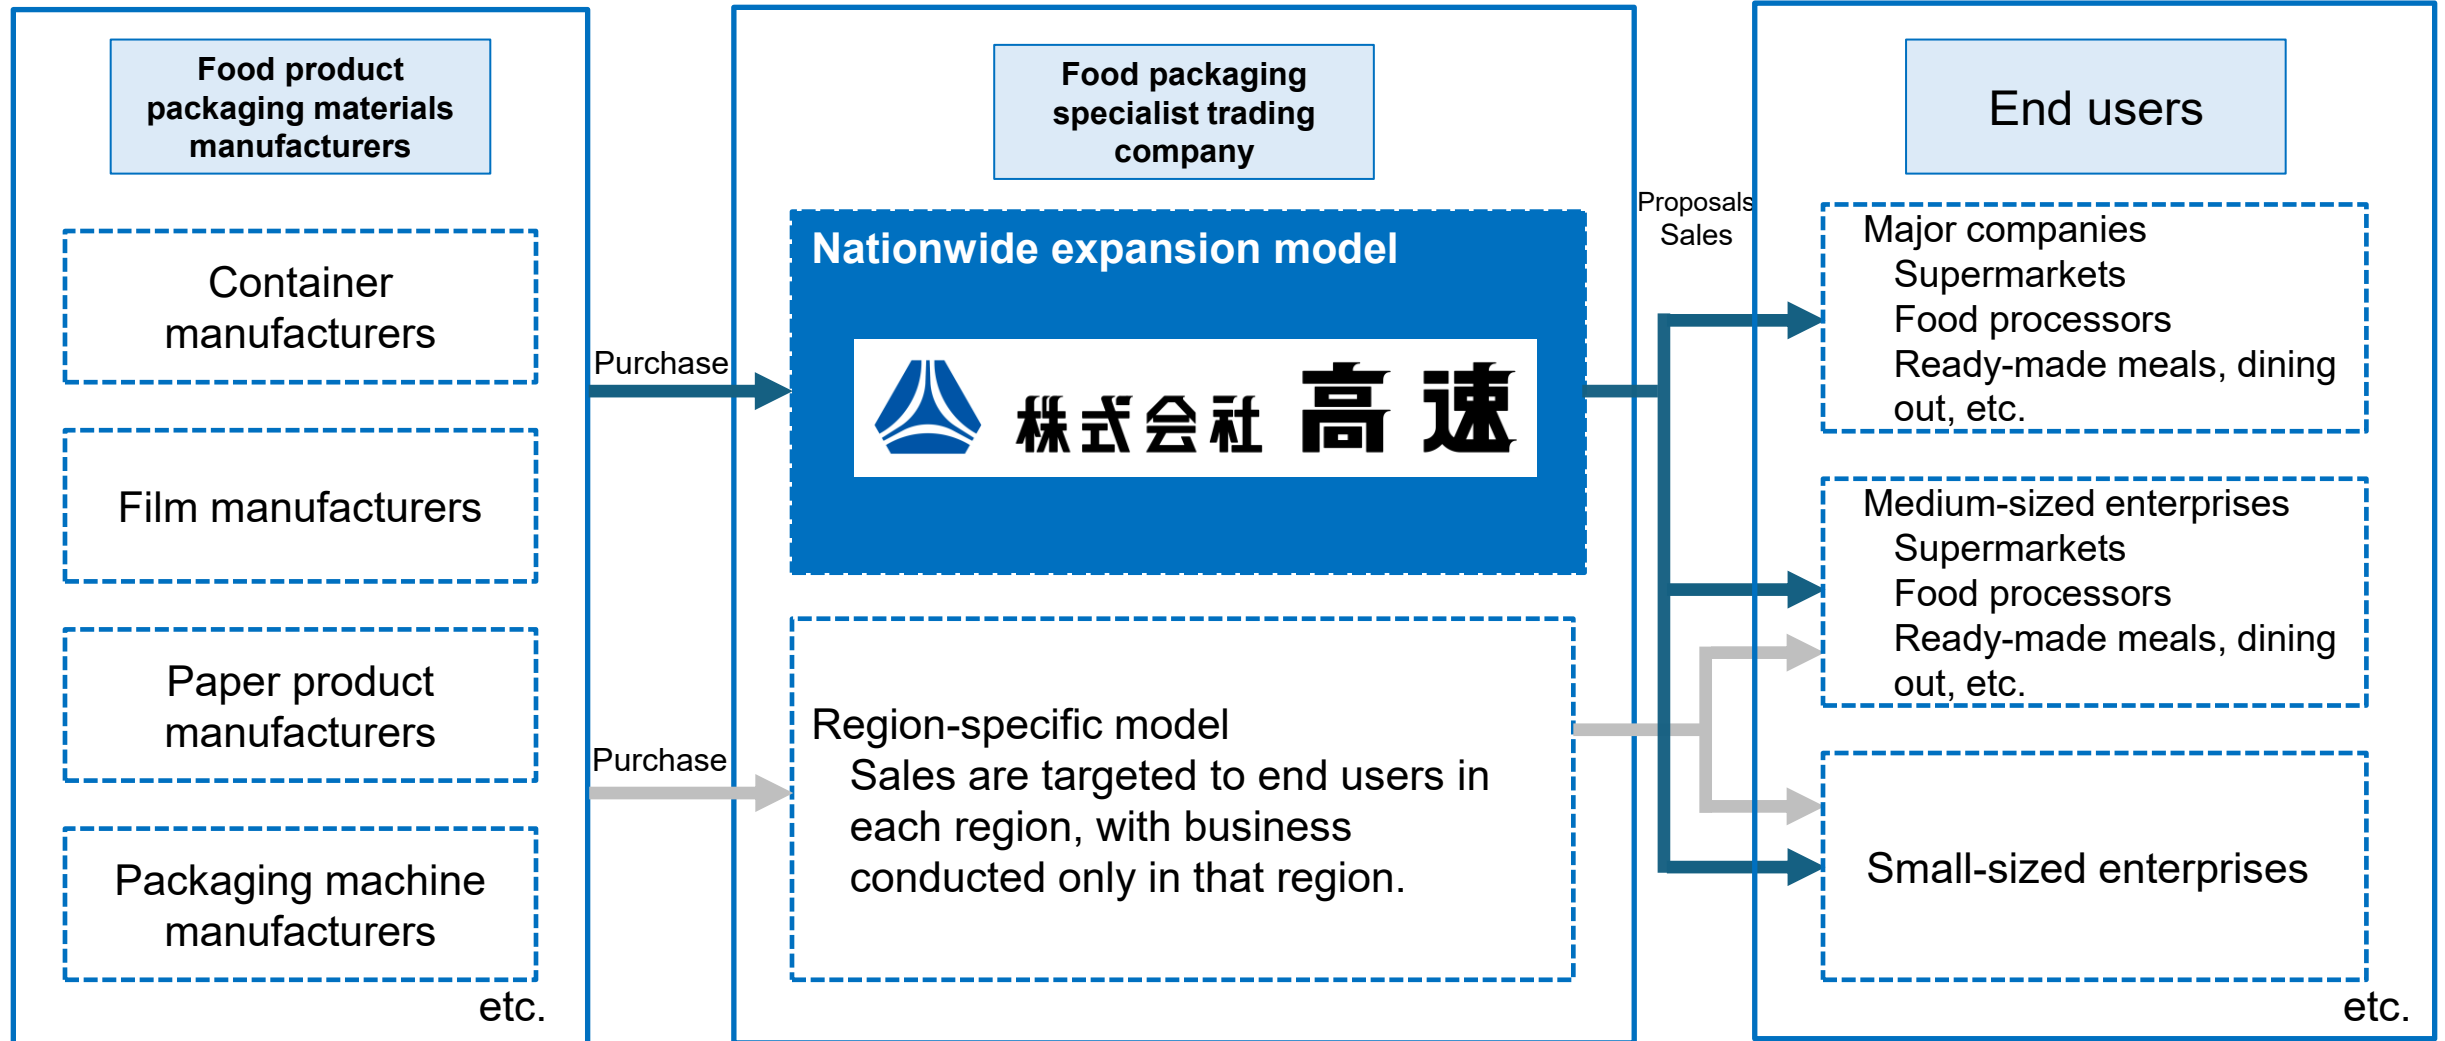 Food product
packaging materials
manufacturers
Container
manufacturers
Film manufacturers
Paper product
manufacturers
Packaging machine
manufacturers
etc.
Purchase
Purchase
Food packaging
specialist trading
company
Nationwide expansion model
株式会社 高速
Region-specific model
Sales are targeted to end users in
each region, with business
conducted only in that region.
Proposals
Sales
End users
Major companies
Supermarkets
Food processors
Ready-made meals, dining
out, etc.
Medium-sized enterprises
Supermarkets
Food processors
Ready-made meals, dining
out, etc.
Small-sized enterprises
etc.